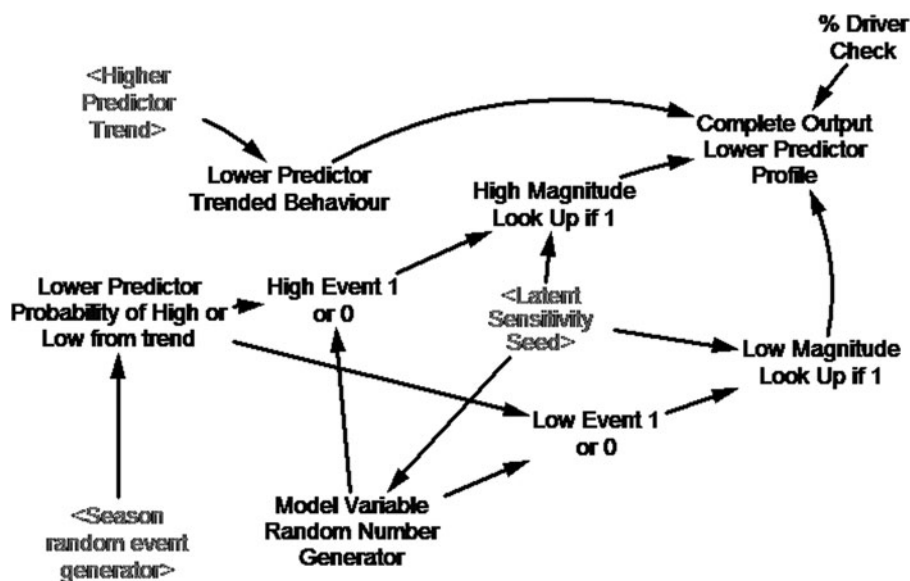 % Driver
Check
<Higher
Predictor
Trend>
Complete Output
Lower Predictor
Profile
Lower Predictor
Trended Behaviour
High Magnitude
Look Up if 1
Lower Predictor
Probability of High or
Low from trend
High Event 1
or 0
<Latent
Sensitivity
Seed>
Low Magnitude
Look Up if 1
Low Event 1
or 0
<Season
random event
generator>
Model Variable
Random Number
Generator